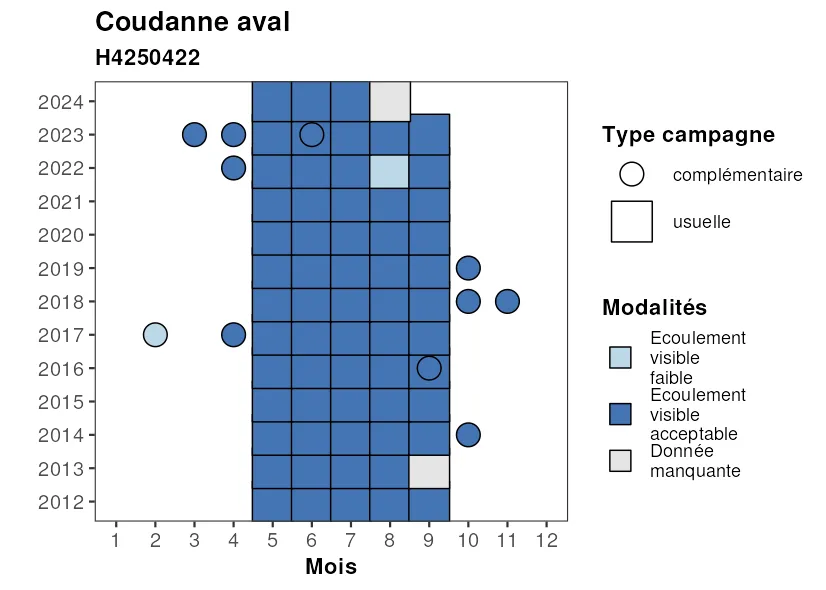 Coudanne aval
H4250422
2024
2023
2022
2021
2020
2019
2018
2017
2016
2015
2014
2013
2012
1 2 3 4 5 6 7 8 9 10 11 12
Mois
Type campagne
complémentaire
usuelle
Modalités
Ecoulement
visible
faible
Ecoulement
visible
acceptable
Donnée
manquante